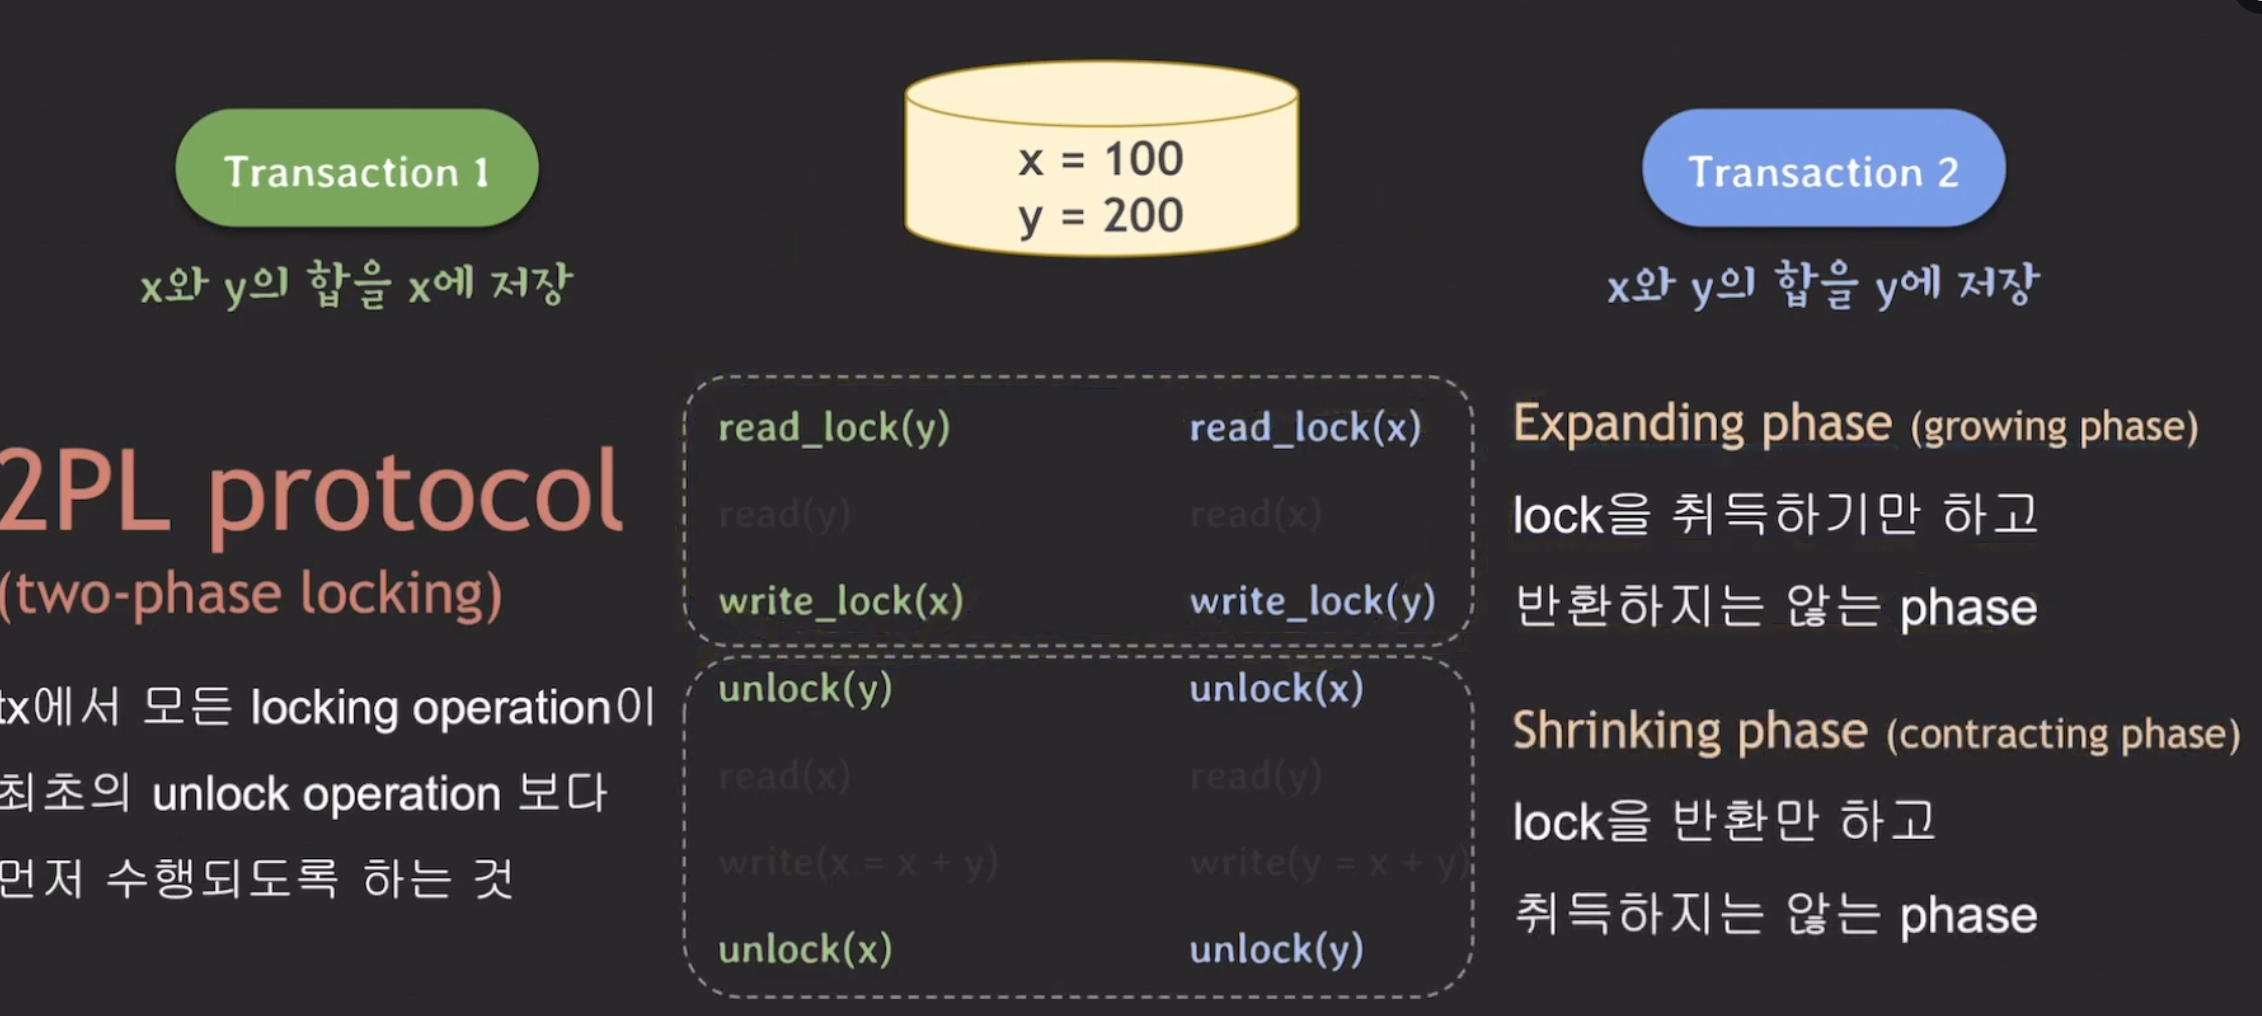 Transaction 1
x와 y의 합을 x에 저장
x = 100
y = 200
Transaction 2
x와 y의 합을 y에 저장
2PL protocol
(two-phase locking)
tx에서 모든 locking operation이
최초의 unlock operation 보다
먼저 수행되도록 하는 것
read_lock(y)
read(y)
write_lock(x)
unlock(y)
read(x)
write(x = x + y)
unlock(x)
read_lock(x)
read(x)
write_lock(y)
unlock(x)
read(y)
write(y = x + y)
unlock(y)
Expanding phase (growing phase)
lock을 취득하기만 하고
반환하지는 않는 phase
Shrinking phase (contracting phase)
lock을 반환만 하고
취득하지는 않는 phase